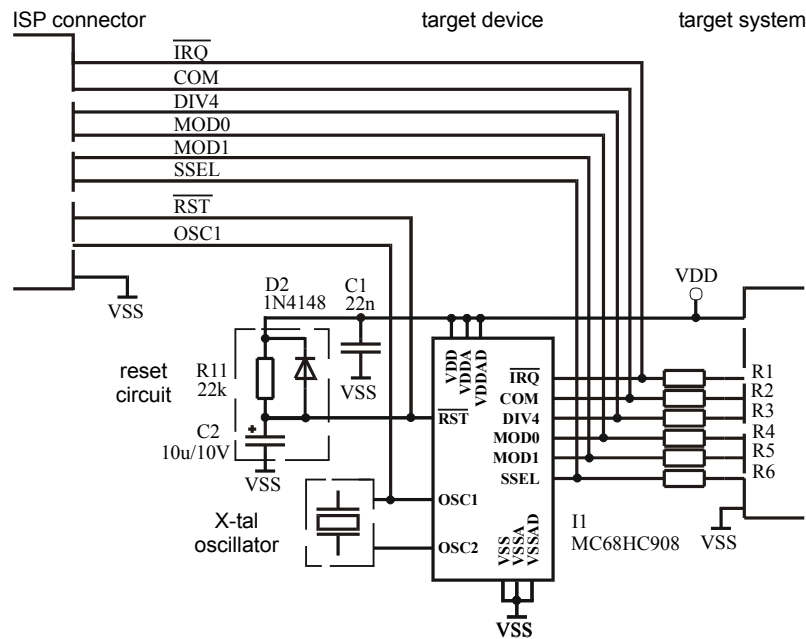 ISP connector
target device
target system
IRQ
COM
DIV4
MOD0
MOD1
SSEL
RST
OSC1
VSS
D2
1N4148
C1
22n
VDD
reset
circuit
R11
22k
VSS
C2
10u/10V
VSS
VDD
VDDA
VDDAD
IRQ
COM
DIV4
MOD0
MOD1
SSEL
RST
OSC1
OSC2
R1
R2
R3
R4
R5
R6
X-tal
oscillator
VSS
VSSA
VSSAD
I1
MC68HC908
VSS
VSS